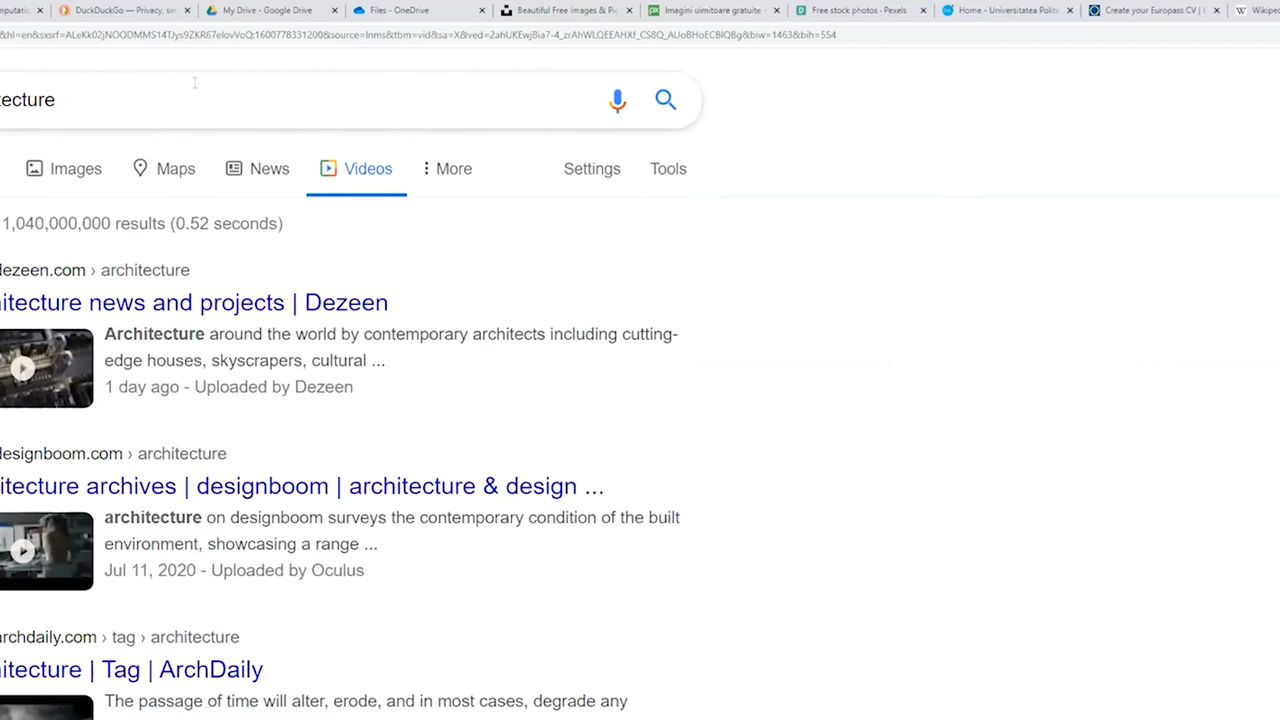 DuckDuckGo — Privacy, sim
My Drive - Google Drive
Files - OneDrive
Beautiful Free Images & Pic
Imagini uimitoare gratuite -
Free stock photos · Pexels
Home - Universitatea Polite
Create your Europass CV | E
Wikiped
tecture
Images
Maps
News
Videos
More
Settings
Tools
1,040,000,000 results (0.52 seconds)
dezeen.com › architecture
itecture news and projects | Dezeen
Architecture around the world by contemporary architects including cutting-
edge houses, skyscrapers, cultural ...
1 day ago - Uploaded by Dezeen
designboom.com › architecture
itecture archives | designboom | architecture & design ...
architecture on designboom surveys the contemporary condition of the built
environment, showcasing a range ...
Jul 11, 2020 - Uploaded by Oculus
archdaily.com › tag › architecture
itecture | Tag | ArchDaily
The passage of time will alter, erode, and in most cases, degrade any